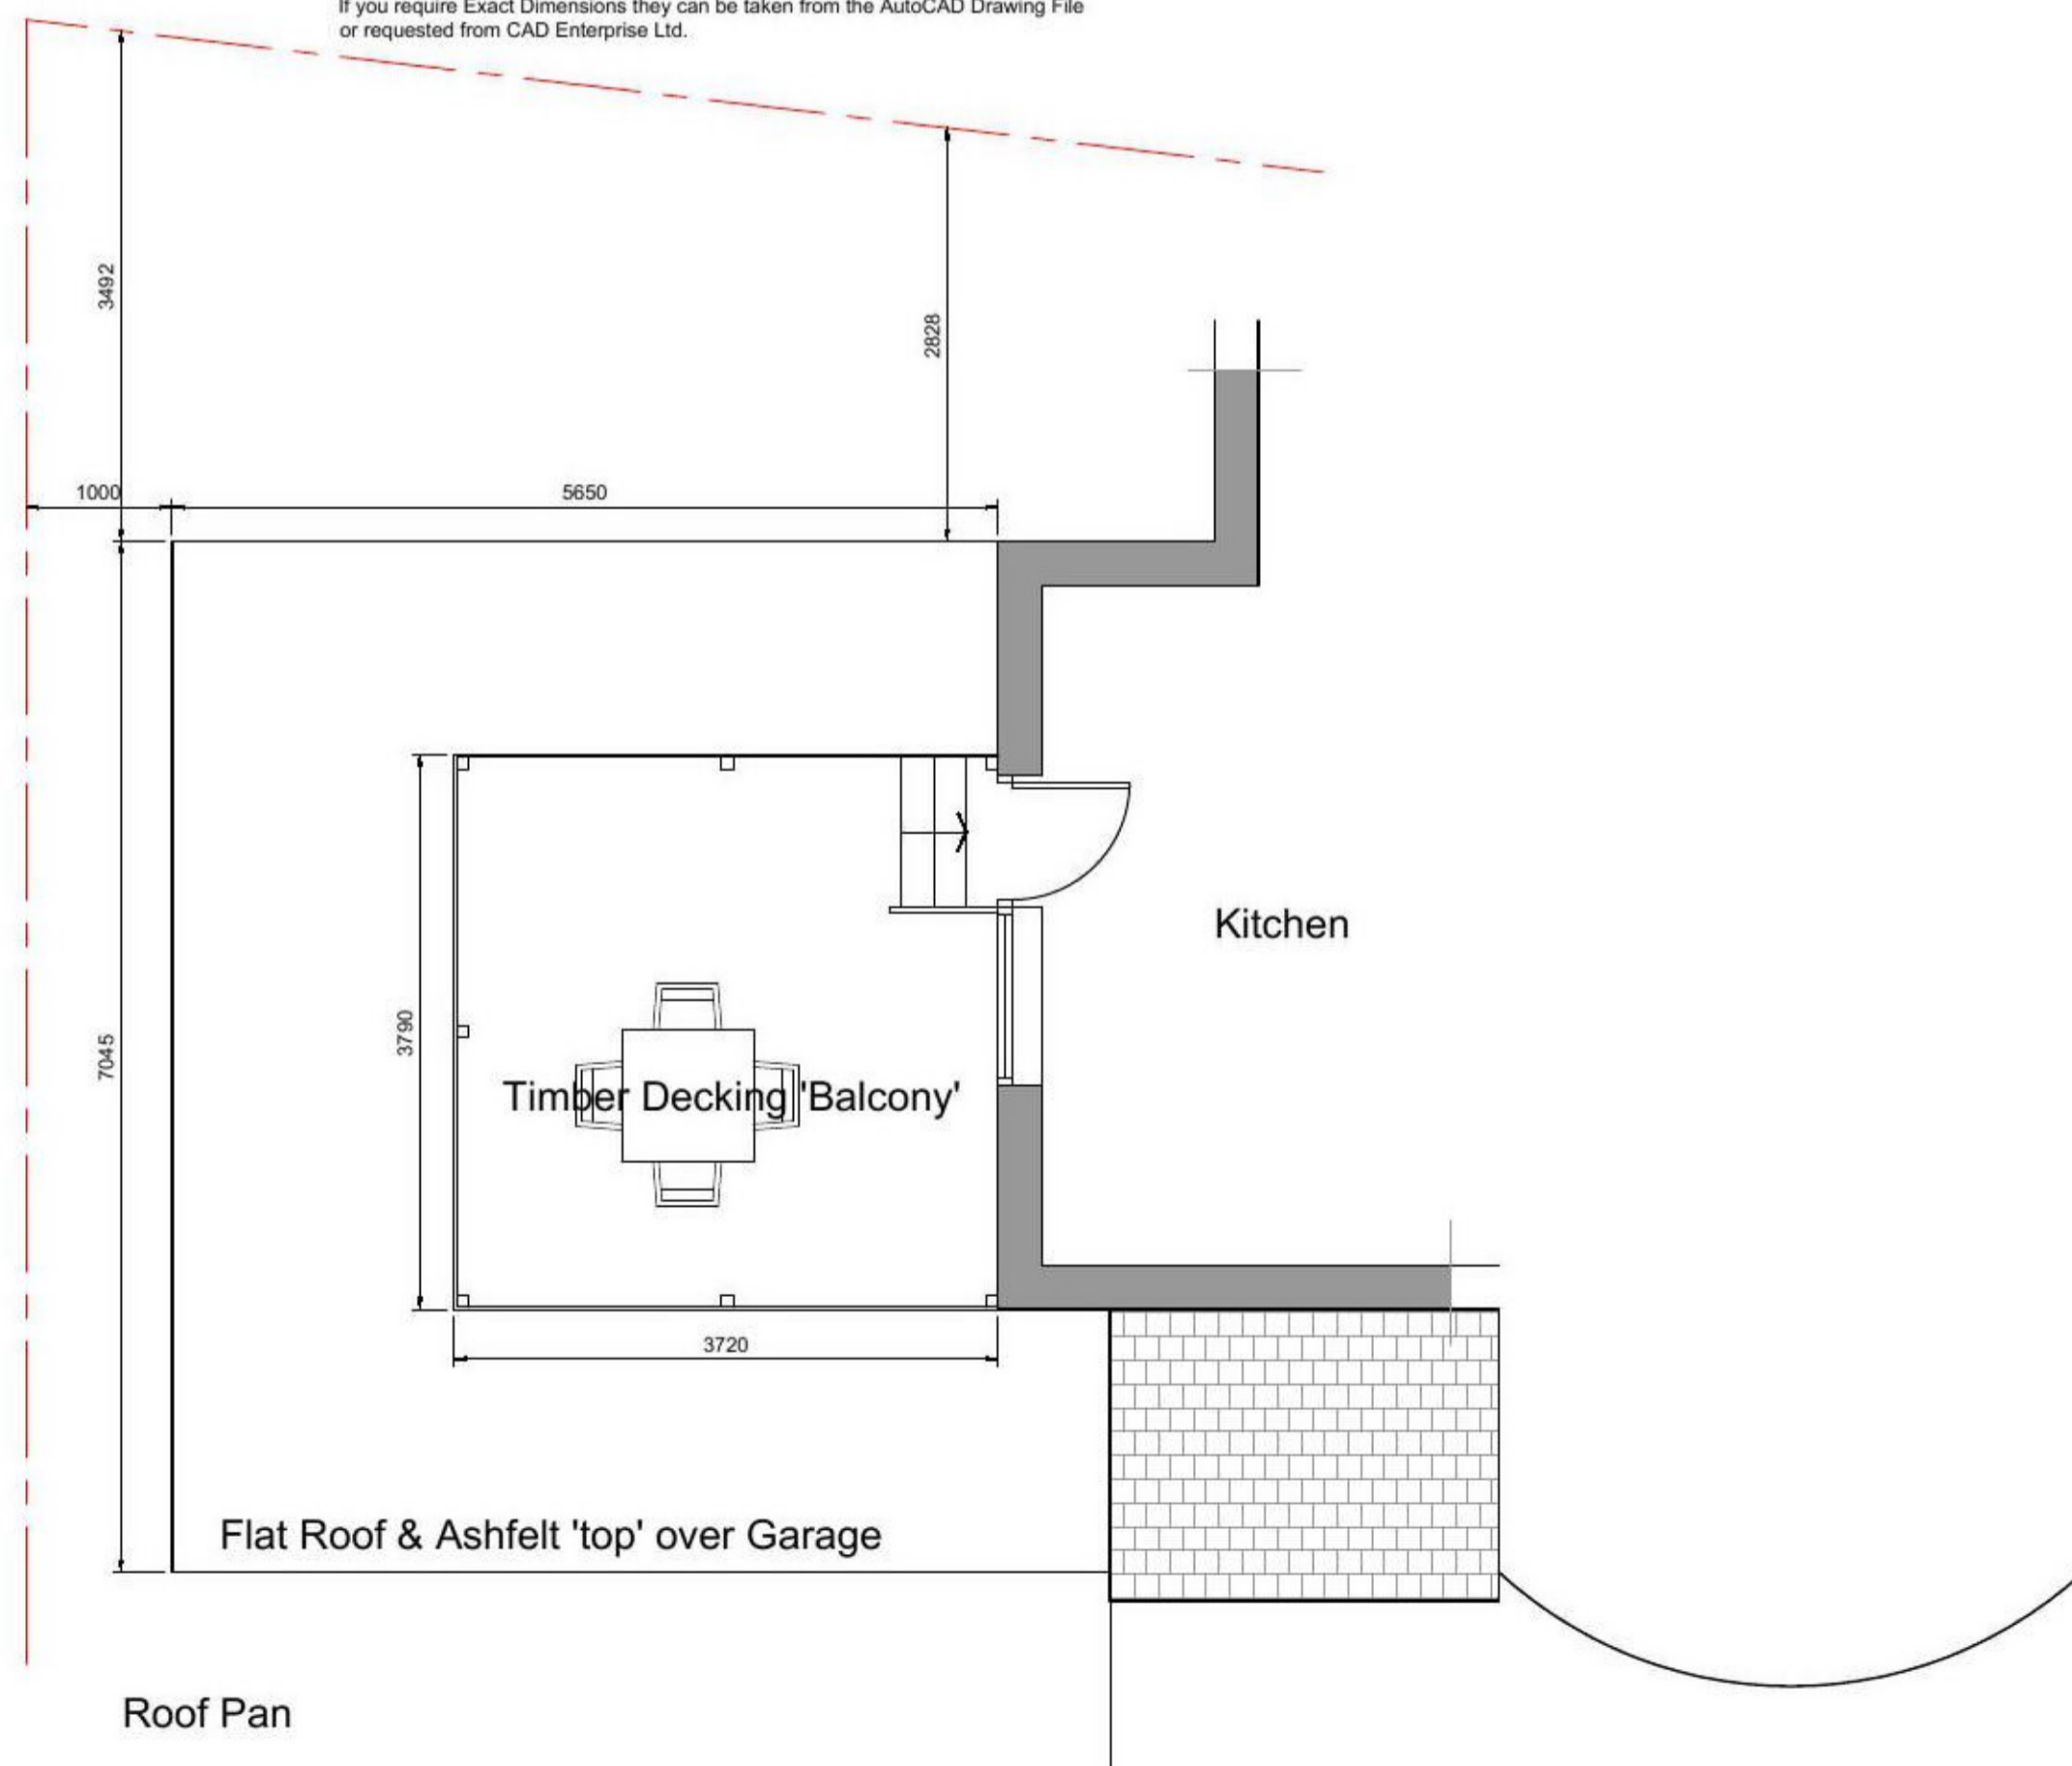 If you require Exact Dimensions they can be taken from the AutoCAD Drawing File
or requested from CAD Enterprise Ltd.
3492
2828
1000
5650
Kitchen
3790
7045
Timber Decking 'Balcony'
3720
Flat Roof & Ashfelt 'top' over Garage
Roof Pan